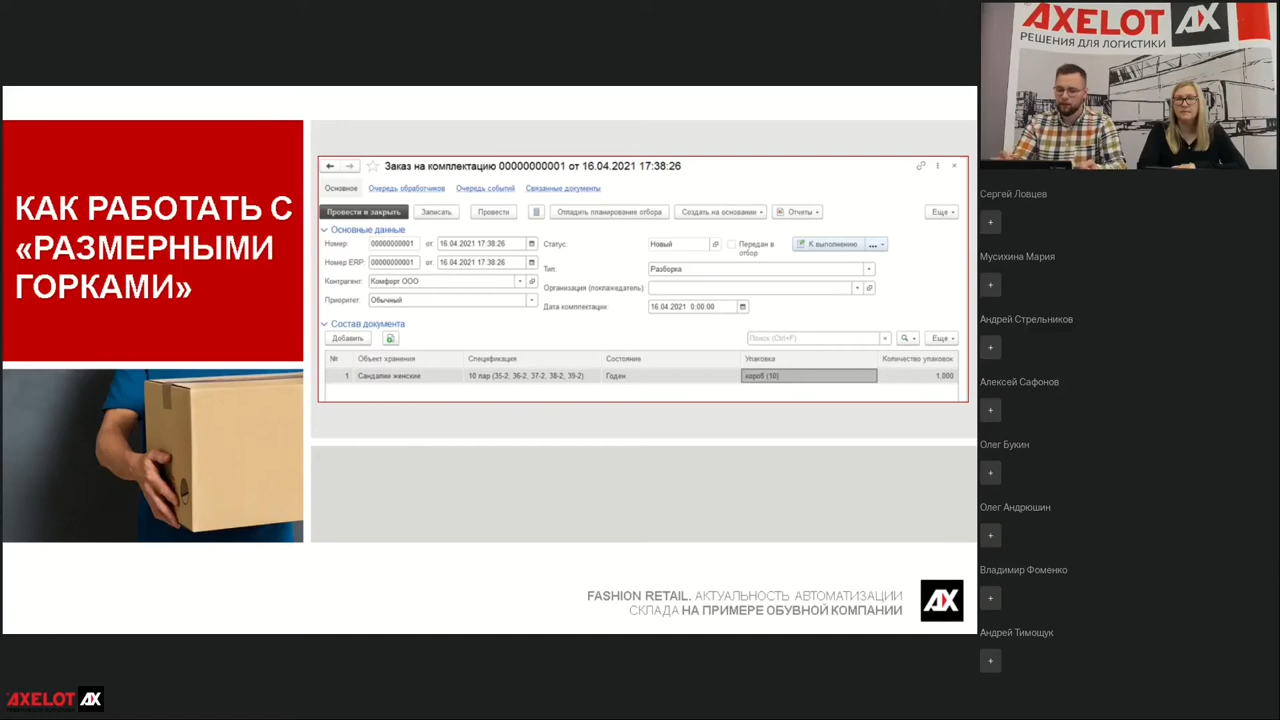 КАК РАБОТАТЬ С
«РАЗМЕРНЫМИ
ГОРКАМИ»
Заказ на комплектацию 00000000001 от 16.04.2021 17:38:26
Основное Очередь обработчиков Очередь событий Связанные документы
Провести и закрыть Записать Провести Отладить планирование отбора Создать на основании Отчеты Еще
Основные данные
Номер: 00000000001 от 16.04.2021 17:38:26 Статус: Новый Передан в отбор К выполнению ...
Номер ERP: 00000000001 от 16.04.2021 17:38:26 Тип: Разборка
Контрагент: Комфорт ООО Организация (поклажедатель):
Приоритет: Обычный Дата комплектации: 16.04.2021 0:00:00
Состав документа
Добавить Поиск (Ctrl+F) Еще
№ Объект хранения Спецификация Состояние Упаковка Количество упаковок
1 Сандалии женские 10 пар (35-2, 36-2, 37-2, 38-2, 39-2) Годен короб (10) 1,000
FASHION RETAIL. АКТУАЛЬНОСТЬ АВТОМАТИЗАЦИИ
СКЛАДА НА ПРИМЕРЕ ОБУВНОЙ КОМПАНИИ
AX
AXELOT AX
AXELOT AX
РЕШЕНИЯ ДЛЯ ЛОГИСТИКИ
Сергей Ловцев
+
Мусихина Мария
+
Андрей Стрельников
+
Алексей Сафонов
+
Олег Букин
+
Олег Андрюшин
+
Владимир Фоменко
+
Андрей Тимощук
+